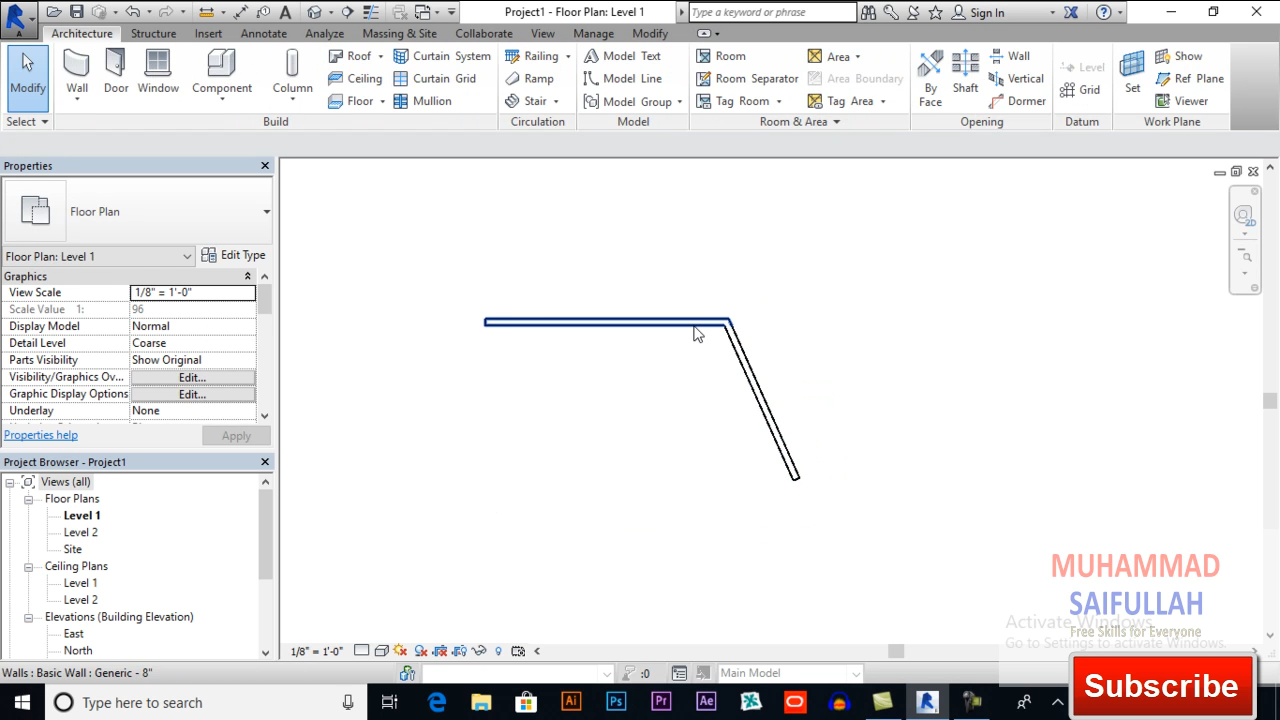 Project1 - Floor Plan: Level 1
Type a keyword or phrase
Sign In
Architecture Structure Insert Annotate Analyze Massing & Site Collaborate View Manage Modify
Modify
Wall
Door
Window
Component
Column
Roof
Ceiling
Floor
Curtain System
Curtain Grid
Mullion
Railing
Ramp
Stair
Model Text
Model Line
Model Group
Room
Room Separator
Tag Room
Area
Area Boundary
Tag Area
By
Face
Shaft
Wall
Vertical
Dormer
Level
Grid
Set
Show
Ref Plane
Viewer
Select Build Circulation Model Room & Area Opening Datum Work Plane
Properties
Floor Plan
Floor Plan: Level 1 Edit Type
Graphics
View Scale 1/8" = 1'-0"
Scale Value 1: 96
Display Model Normal
Detail Level Coarse
Parts Visibility Show Original
Visibility/Graphics Ov... Edit...
Graphic Display Options Edit...
Underlay None
Properties help Apply
Project Browser - Project1
Views (all)
Floor Plans
Level 1
Level 2
Site
Ceiling Plans
Level 1
Level 2
Elevations (Building Elevation)
East
North
2D
MUHAMMAD
SAIFULLAH
Free Skills for Everyone
Activate Windows
Go to Settings to activate Windows.
Subscribe
1/8" = 1'-0"
Walls : Basic Wall : Generic - 8"
:0
Main Model
Type here to search